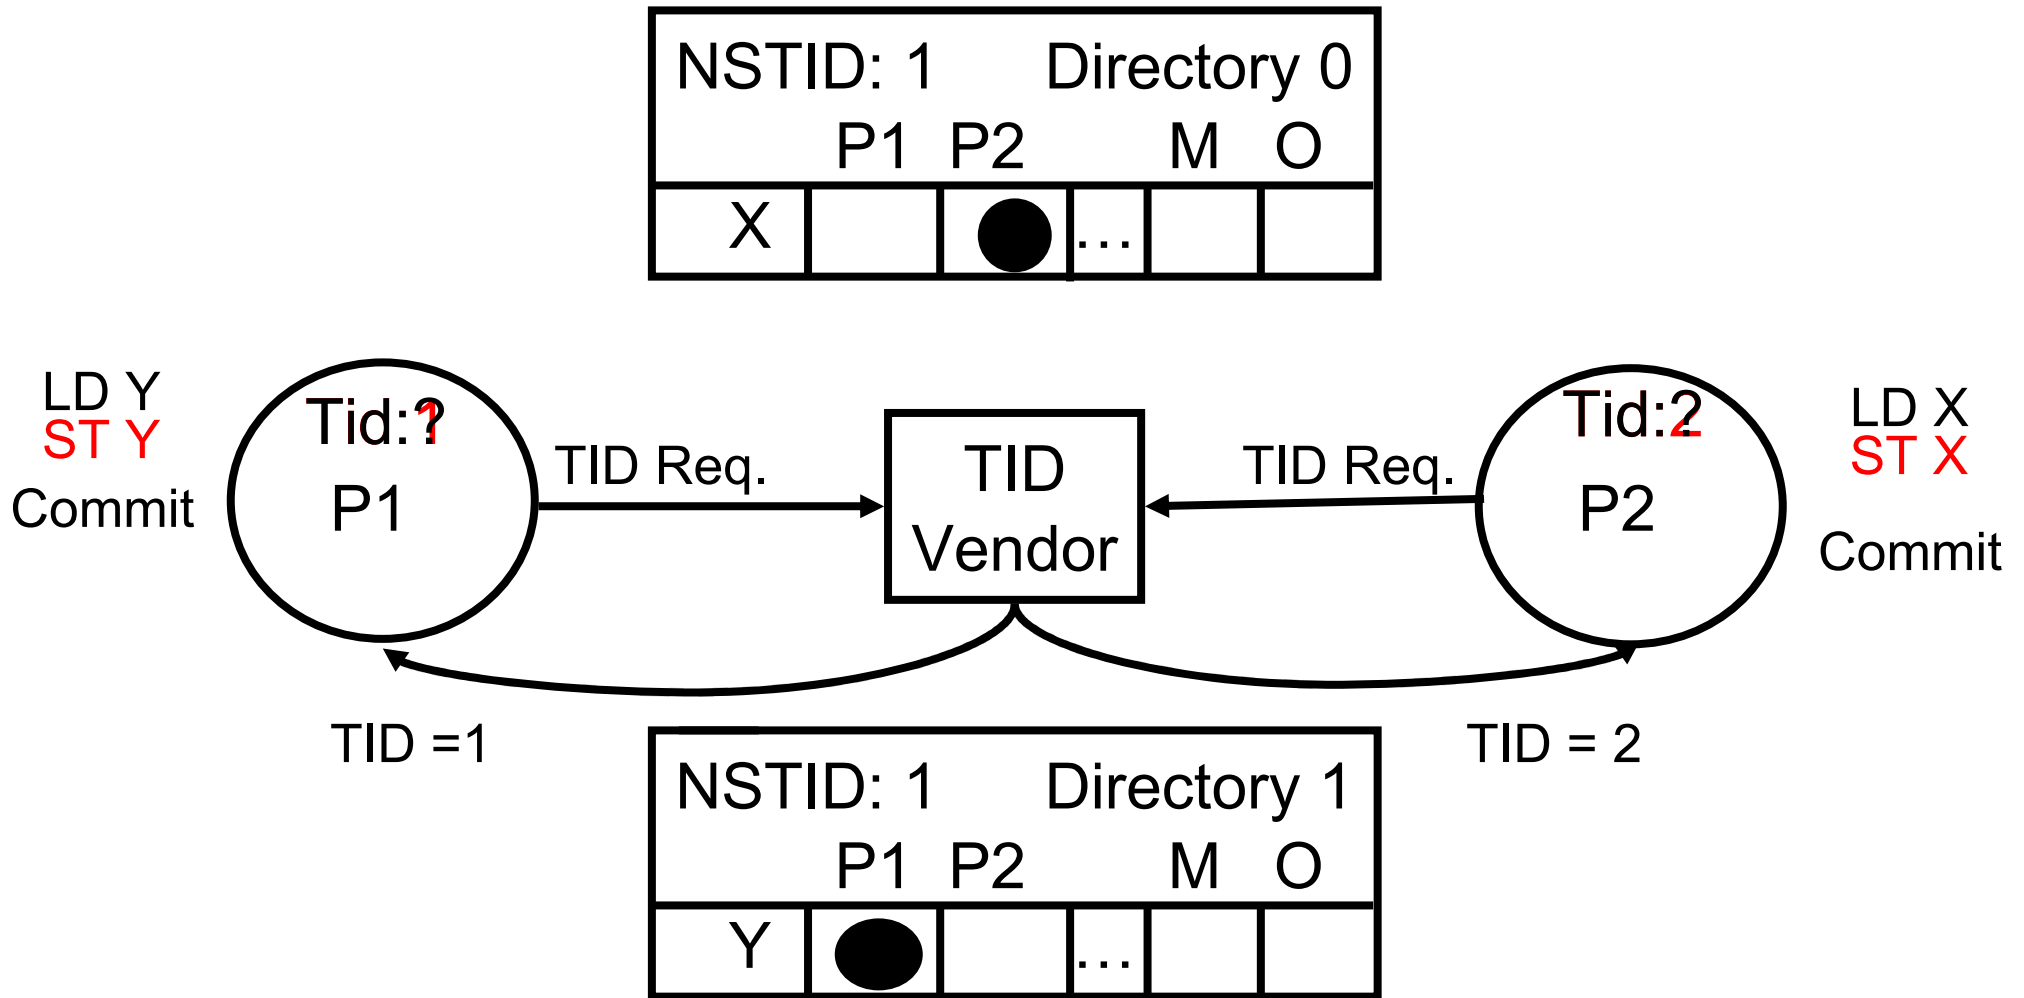 NSTID: 1 Directory 0
P1 P2 M O
X ...
LD Y
ST Y
Commit
Tid:?1
P1
TID Req.
TID
Vendor
TID Req.
Tid:?2
P2
LD X
ST X
Commit
TID =1
TID = 2
NSTID: 1 Directory 1
P1 P2 M O
Y ...